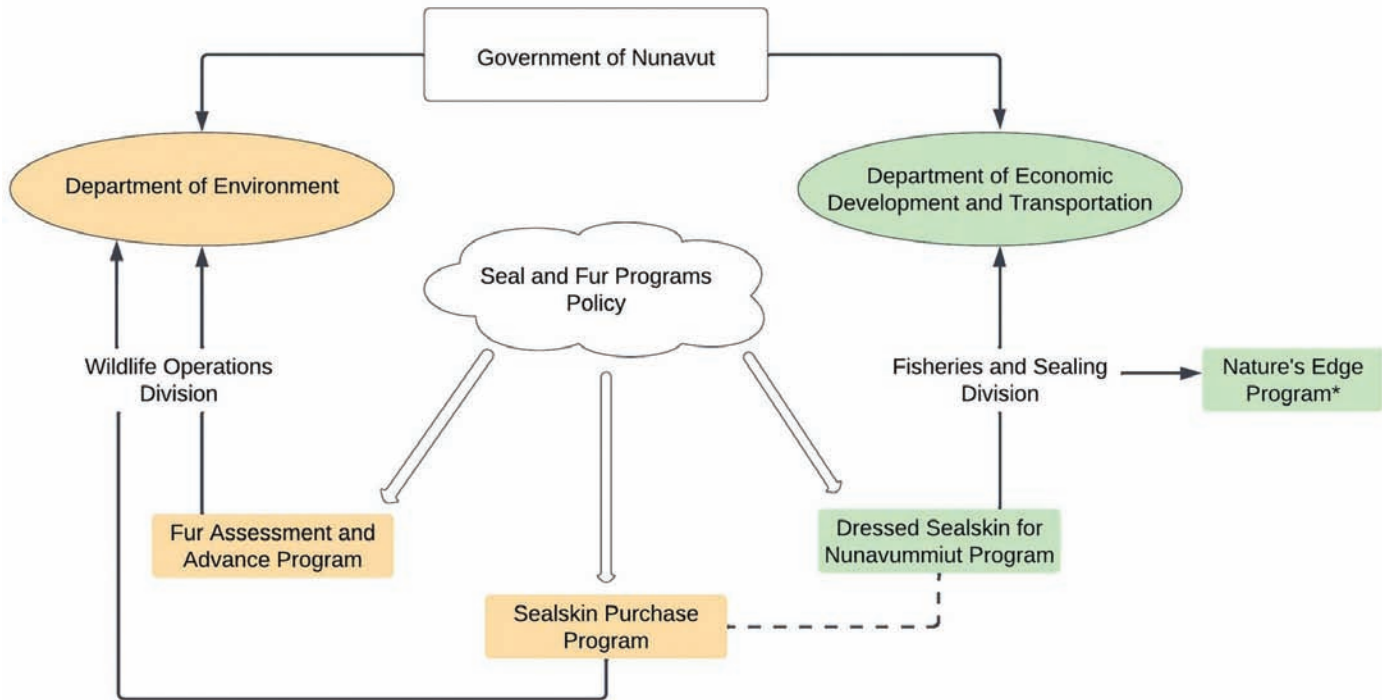 Government of Nunavut
Department of Environment
Department of Economic
Development and Transportation
Seal and Fur Programs
Policy
Wildlife Operations
Division
Fisheries and Sealing
Division
Nature's Edge
Program*
Fur Assessment and
Advance Program
Dressed Sealskin for
Nunavummiut Program
Sealskin Purchase
Program